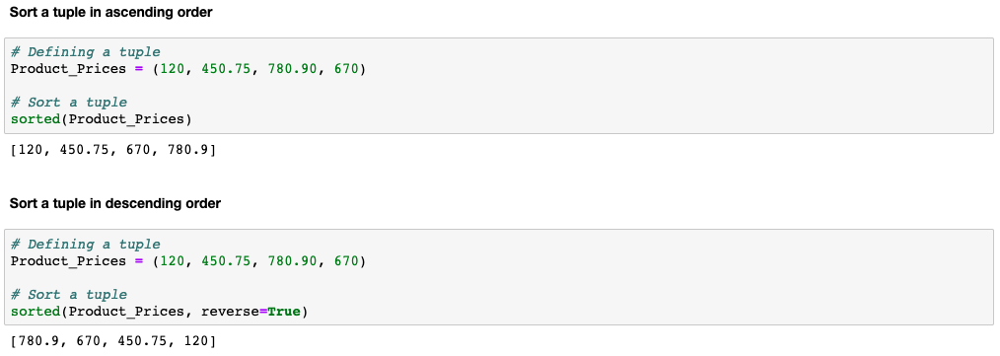 Sort a tuple in ascending order
# Defining a tuple
Product_Prices = (120, 450.75, 780.90, 670)
# Sort a tuple
sorted(Product_Prices)
[120, 450.75, 670, 780.9]
Sort a tuple in descending order
# Defining a tuple
Product_Prices = (120, 450.75, 780.90, 670)
# Sort a tuple
sorted(Product_Prices, reverse=True)
[780.9, 670, 450.75, 120]